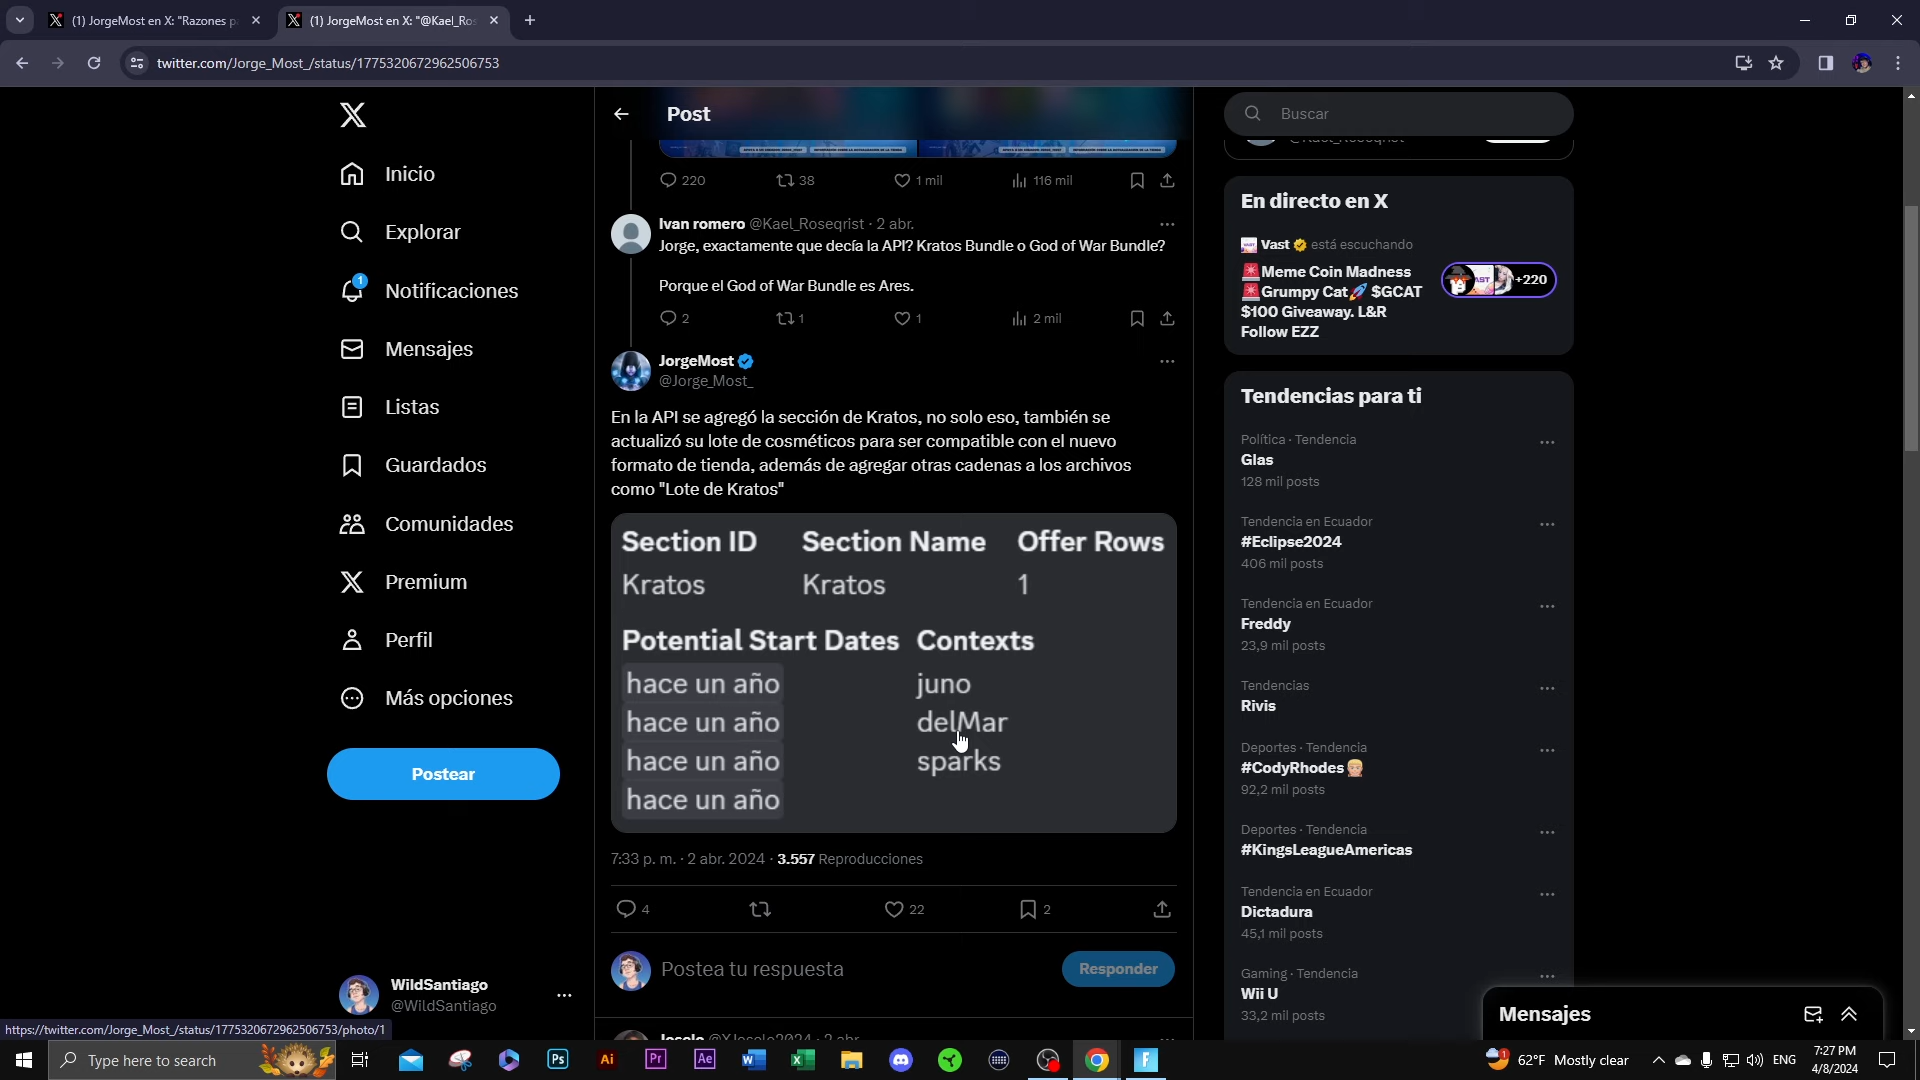 (1) JorgeMost en X: "Razones p
(1) JorgeMost en X: "@Kael_Ros
twitter.com/Jorge_Most_/status/1775320672962506753
Inicio
Explorar
1
Notificaciones
Mensajes
Listas
Guardados
Comunidades
Premium
Perfil
Más opciones
Postear
WildSantiago
@WildSantiago
Post
220
38
1 mil
116 mil
Ivan romero @Kael_Roseqrist · 2 abr.
Jorge, exactamente que decía la API? Kratos Bundle o God of War Bundle?
Porque el God of War Bundle es Ares.
2
1
1
2 mil
JorgeMost
@Jorge_Most_
En la API se agregó la sección de Kratos, no solo eso, también se
actualizó su lote de cosméticos para ser compatible con el nuevo
formato de tienda, además de agregar otras cadenas a los archivos
como "Lote de Kratos"
Section ID Section Name Offer Rows
Kratos Kratos 1
Potential Start Dates Contexts
hace un año juno
hace un año delMar
hace un año sparks
hace un año
7:33 p. m. · 2 abr. 2024 · 3.557 Reproducciones
4
22
2
Postea tu respuesta
Responder
Buscar
@Kael_Roseqrist
En directo en X
Vast está escuchando
🚨Meme Coin Madness
🚨Grumpy Cat🚀 $GCAT
$100 Giveaway. L&R
Follow EZZ
+220
Tendencias para ti
Política · Tendencia
Glas
128 mil posts
Tendencia en Ecuador
#Eclipse2024
406 mil posts
Tendencia en Ecuador
Freddy
23,9 mil posts
Tendencias
Rivis
Deportes · Tendencia
#CodyRhodes
92,2 mil posts
Deportes · Tendencia
#KingsLeagueAmericas
Tendencia en Ecuador
Dictadura
45,1 mil posts
Gaming · Tendencia
Wii U
33,2 mil posts
Mensajes
https://twitter.com/Jorge_Most_/status/1775320672962506753/photo/1
Type here to search
Ps
Ai
Pr
Ae
62°F Mostly clear
ENG
7:27 PM
4/8/2024